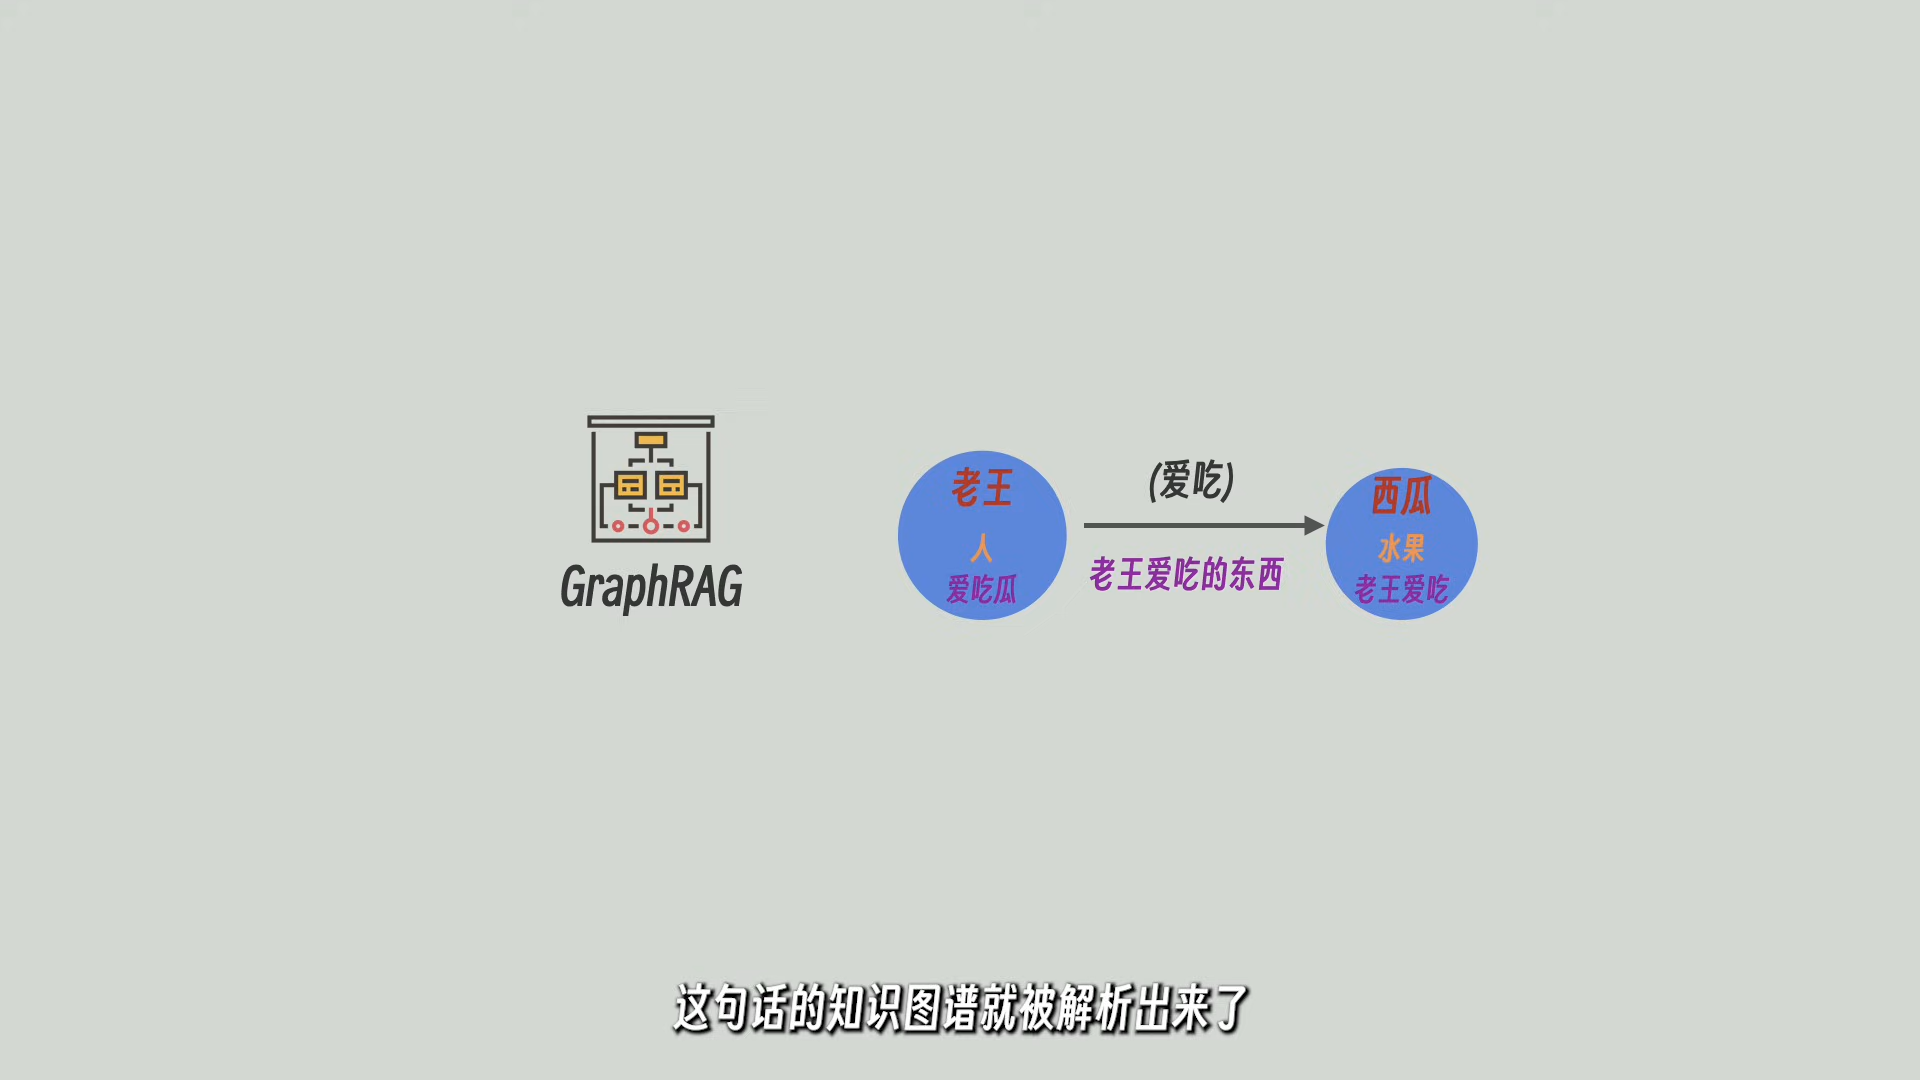 GraphRAG
老王
人
爱吃瓜
(爱吃)
老王爱吃的东西
西瓜
水果
老王爱吃
这句话的知识图谱就被解析出来了